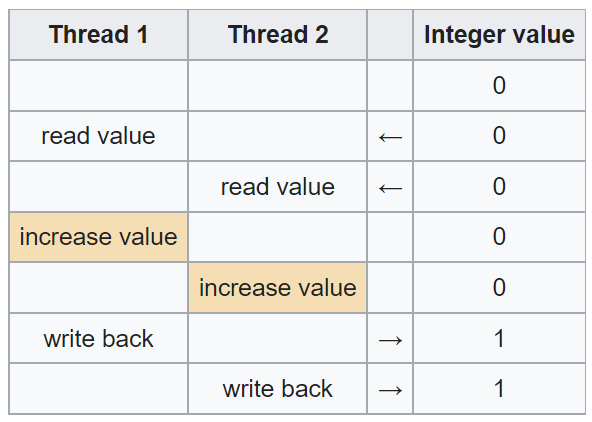 Thread 1 Thread 2 Integer value
0
read value ← 0
read value ← 0
increase value 0
increase value 0
write back → 1
write back → 1